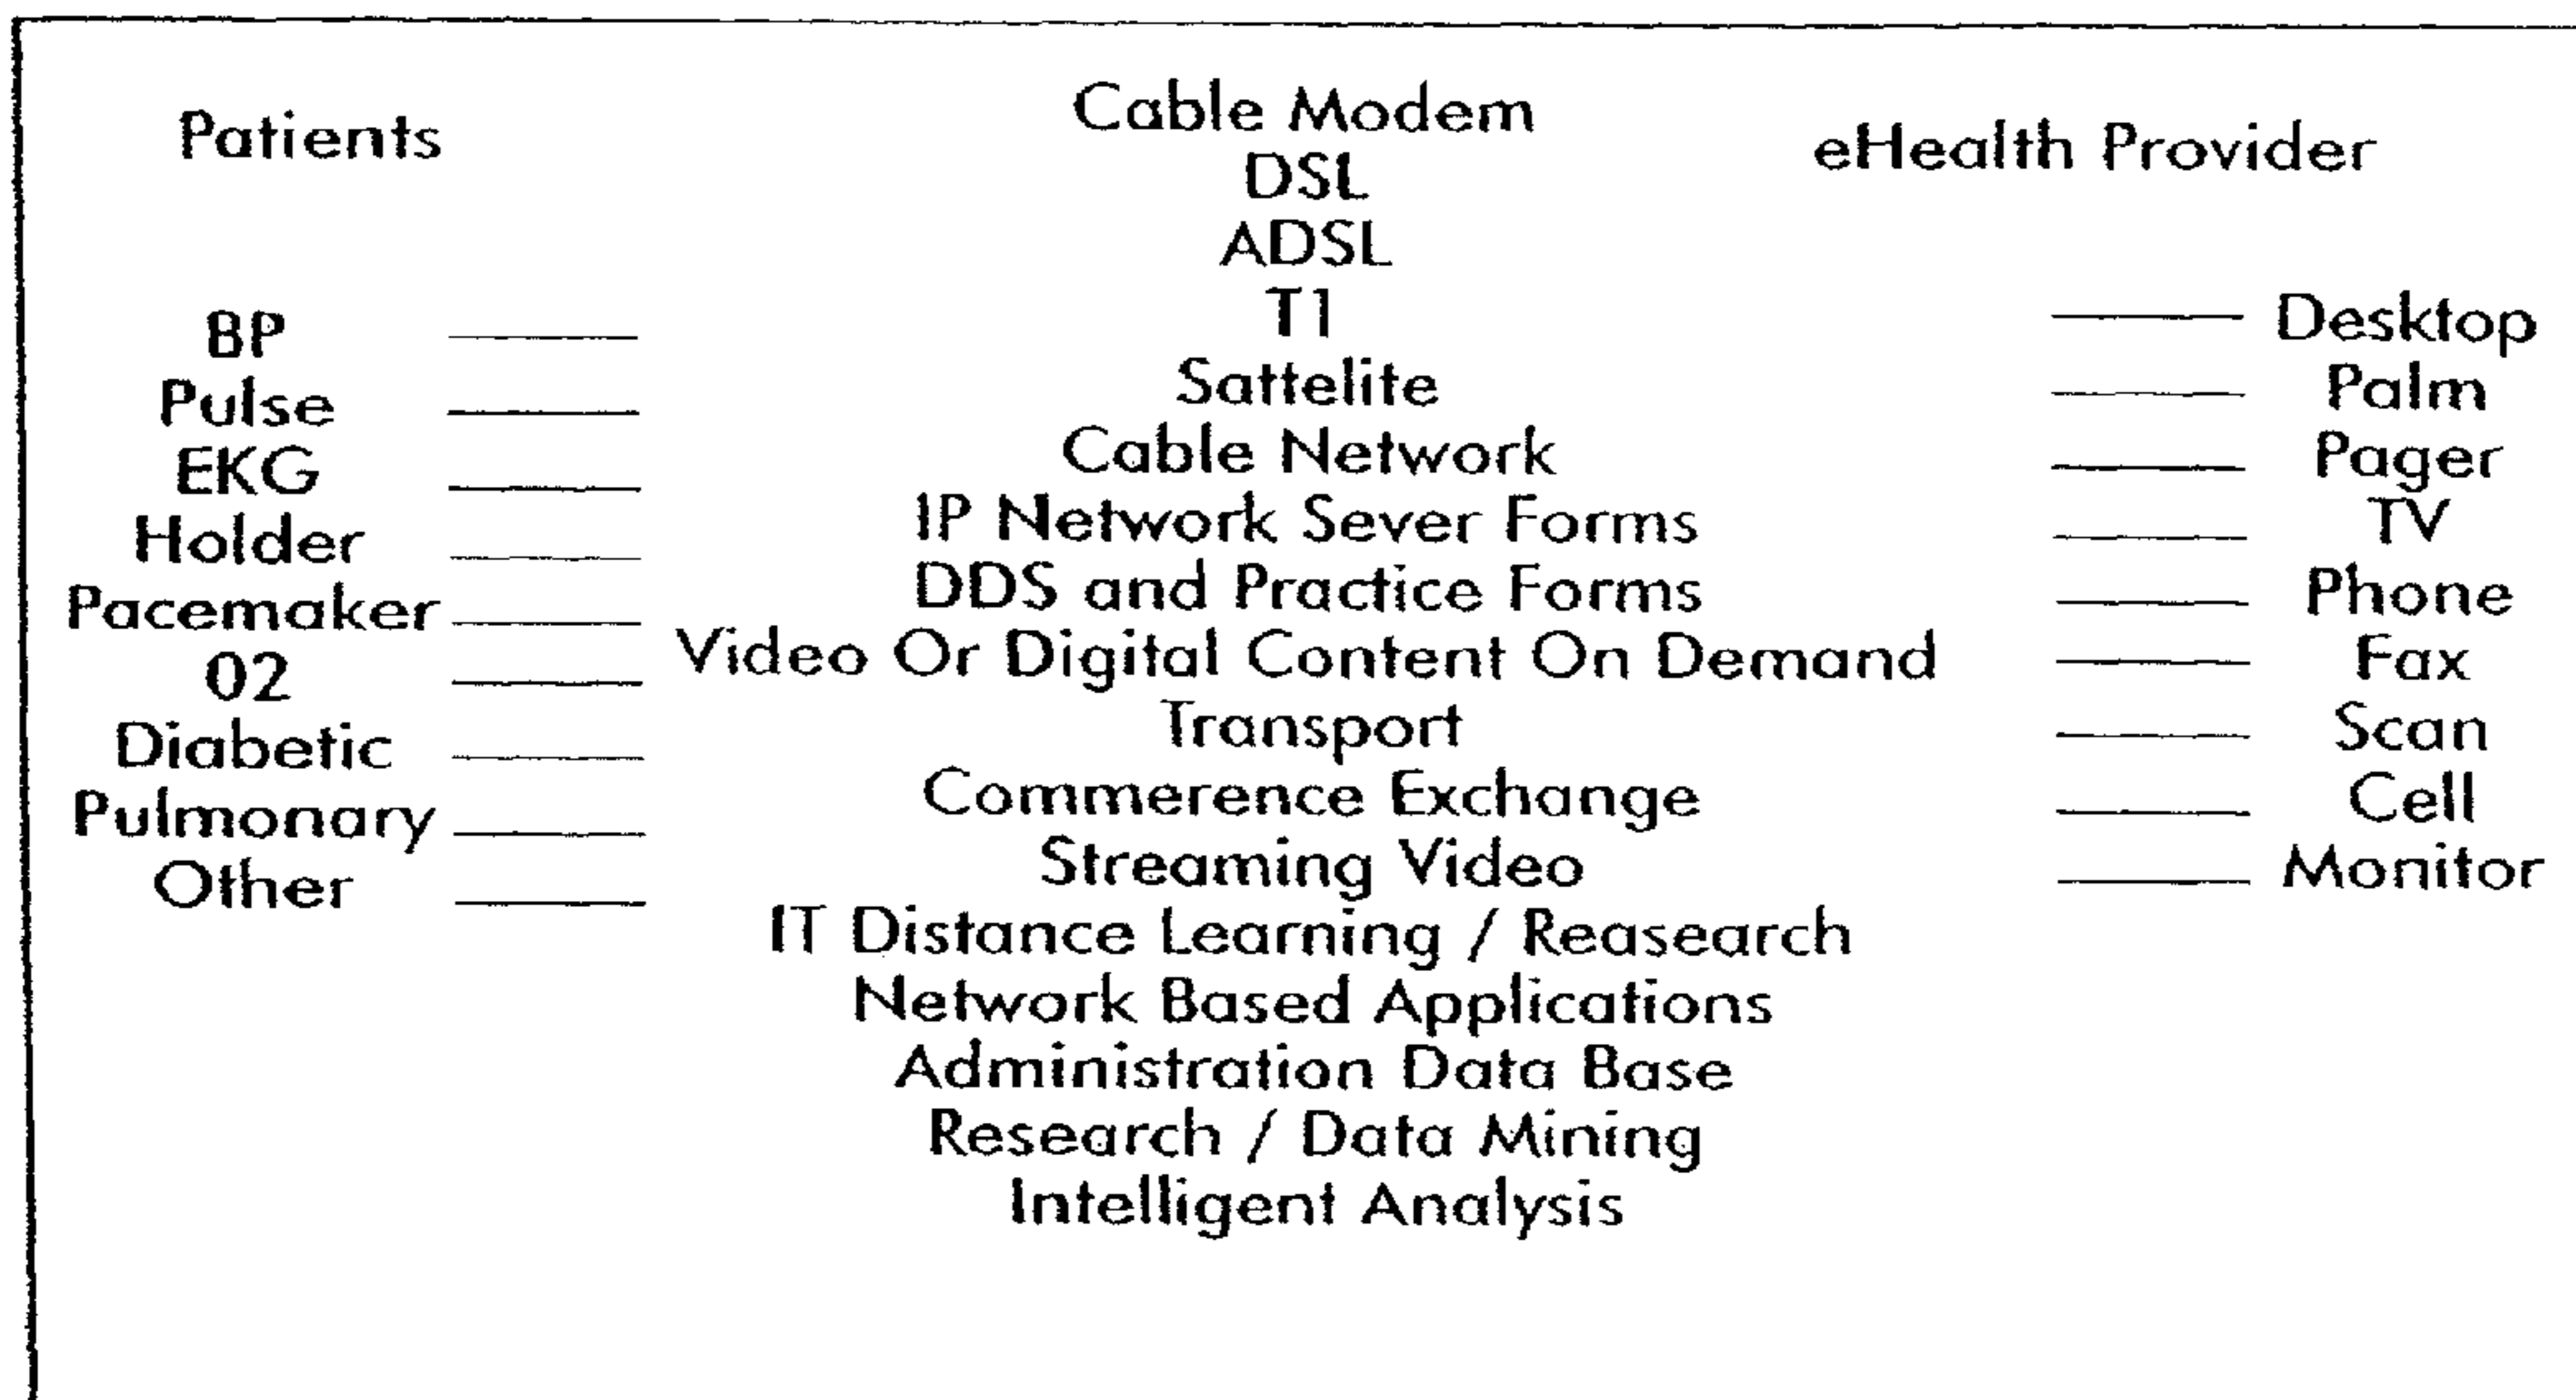 Patients
BP
Pulse
EKG
Holder
Pacemaker
02
Diabetic
Pulmonary
Other
Cable Modem
DSL
ADSL
T1
Sattelite
Cable Network
IP Network Sever Forms
DDS and Practice Forms
Video Or Digital Content On Demand
Transport
Commerence Exchange
Streaming Video
IT Distance Learning / Reasearch
Network Based Applications
Administration Data Base
Research / Data Mining
Intelligent Analysis
eHealth Provider
Desktop
Palm
Pager
TV
Phone
Fax
Scan
Cell
Monitor